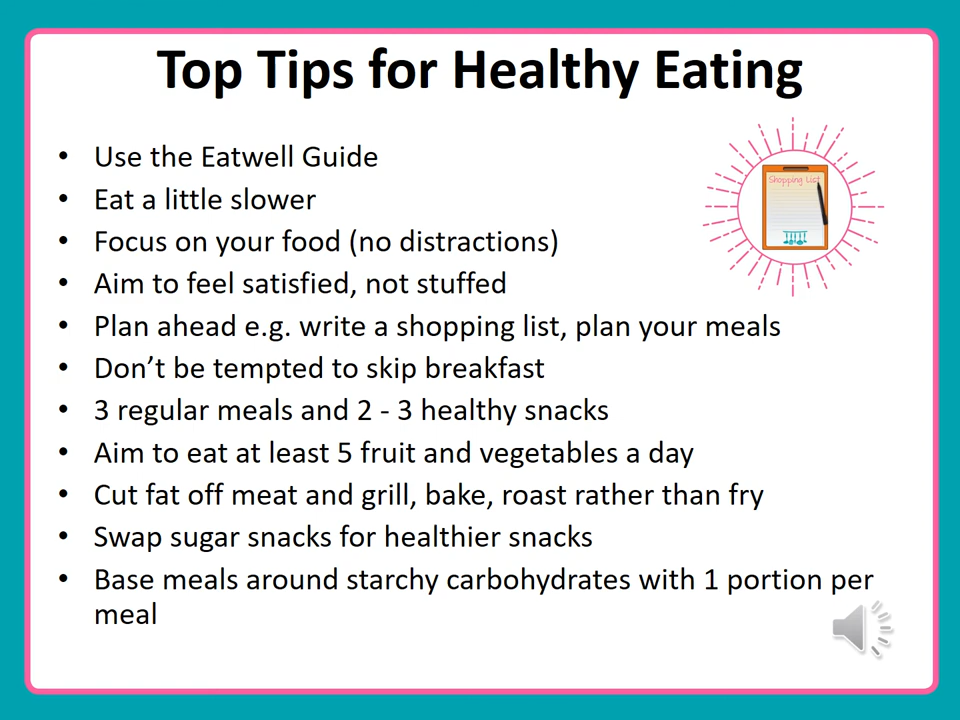 Top Tips for Healthy Eating
• Use the Eatwell Guide
• Eat a little slower
• Focus on your food (no distractions)
• Aim to feel satisfied, not stuffed
• Plan ahead e.g. write a shopping list, plan your meals
• Don’t be tempted to skip breakfast
• 3 regular meals and 2 - 3 healthy snacks
• Aim to eat at least 5 fruit and vegetables a day
• Cut fat off meat and grill, bake, roast rather than fry
• Swap sugar snacks for healthier snacks
• Base meals around starchy carbohydrates with 1 portion per
meal
Shopping List